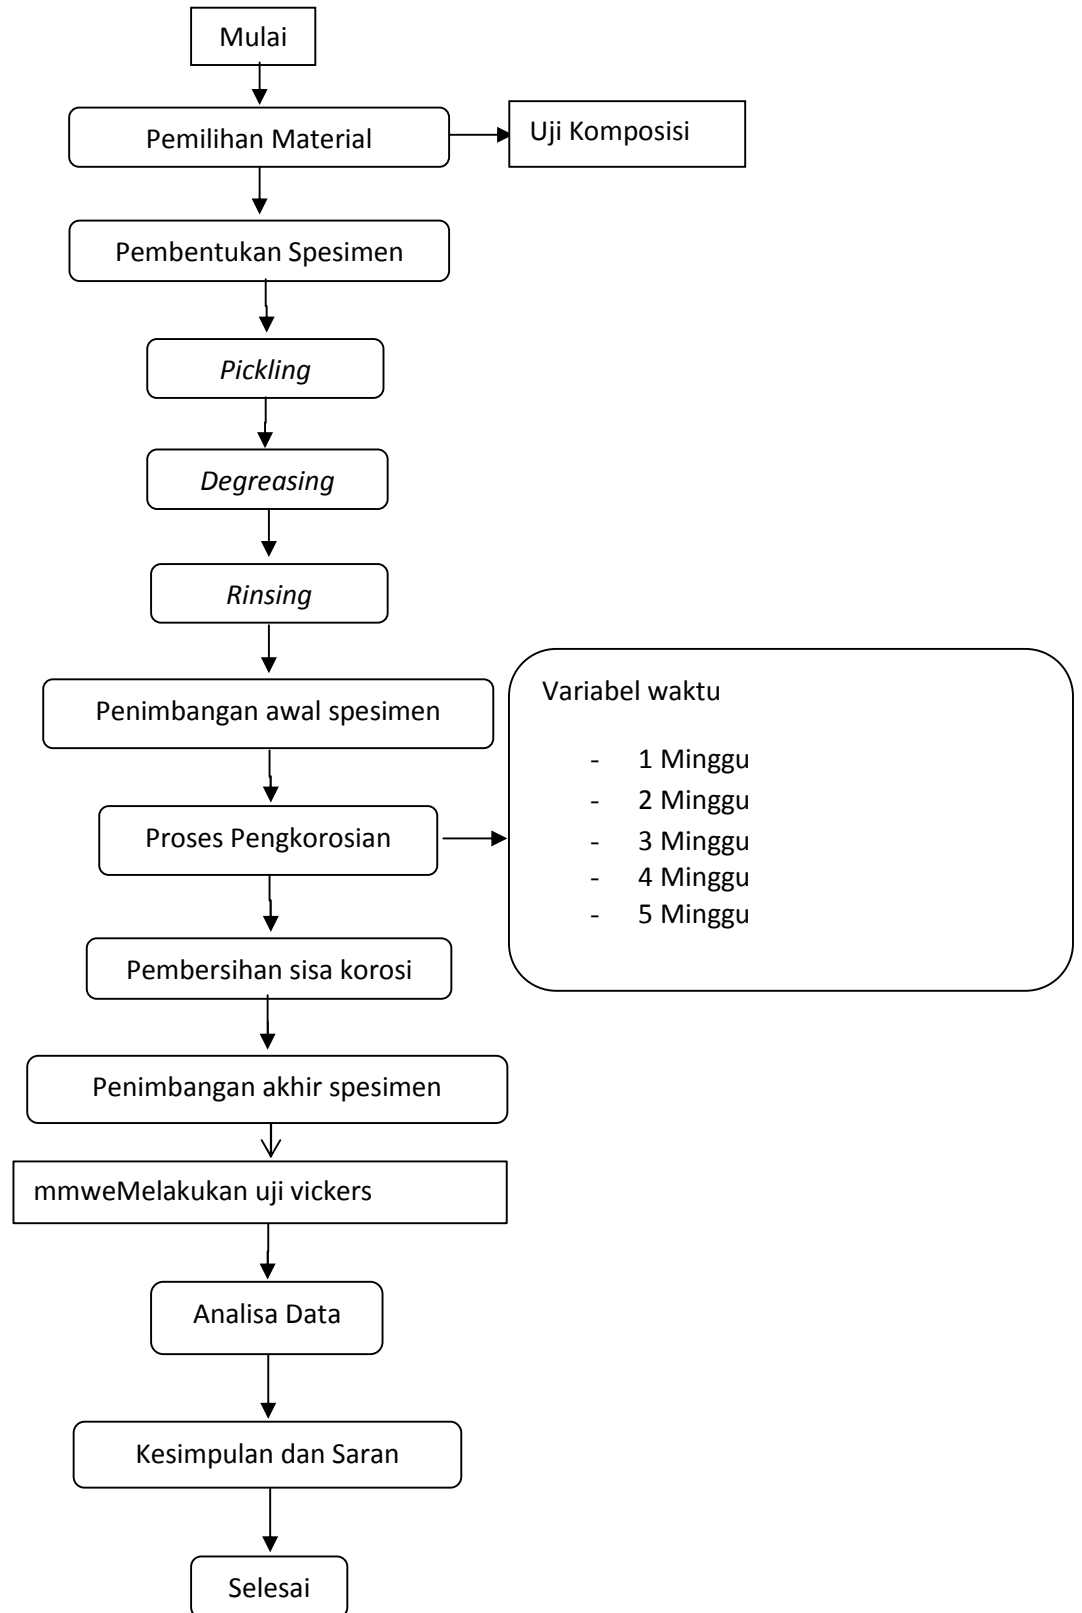 Mulai
Pemilihan Material
Uji Komposisi
Pembentukan Spesimen
Pickling
Degreasing
Rinsing
Penimbangan awal spesimen
Proses Pengkorosian
Variabel waktu
- 1 Minggu
- 2 Minggu
- 3 Minggu
- 4 Minggu
- 5 Minggu
Pembersihan sisa korosi
Penimbangan akhir spesimen
mmweMelakukan uji vickers
Analisa Data
Kesimpulan dan Saran
Selesai